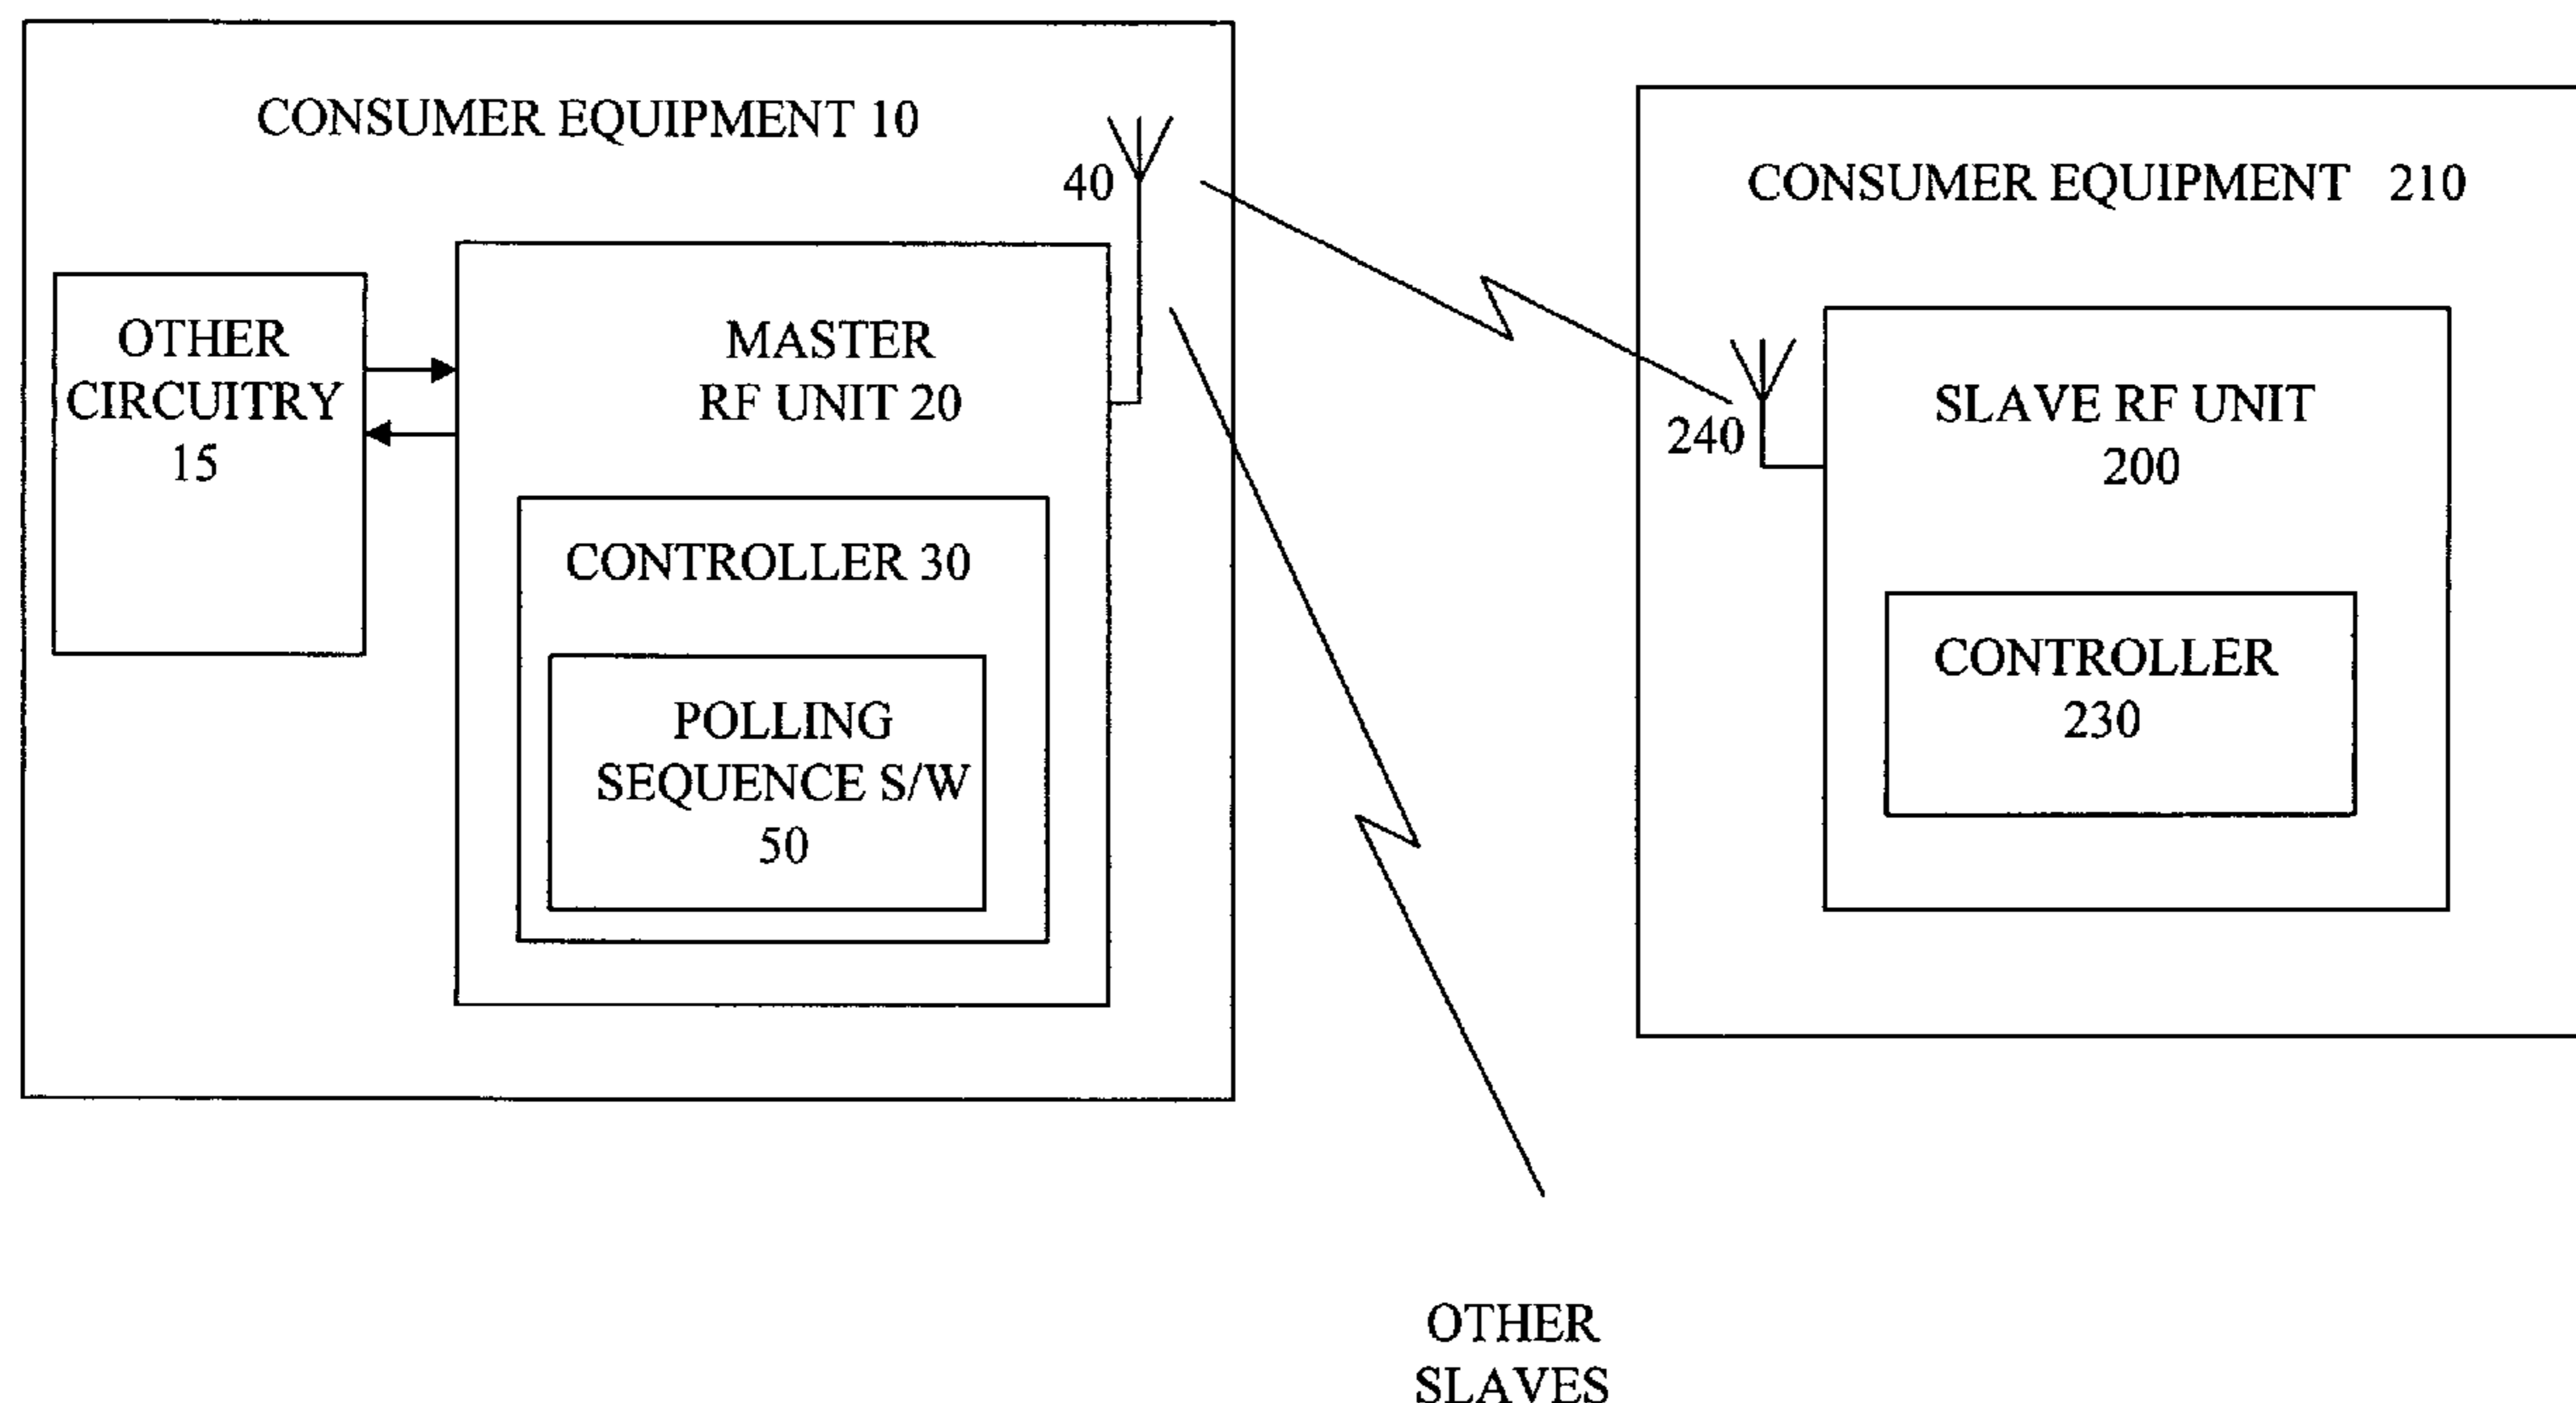 CONSUMER EQUIPMENT 10
40
OTHER
CIRCUITRY
15
MASTER
RF UNIT 20
CONTROLLER 30
POLLING
SEQUENCE S/W
50
CONSUMER EQUIPMENT 210
240
SLAVE RF UNIT
200
CONTROLLER
230
OTHER
SLAVES